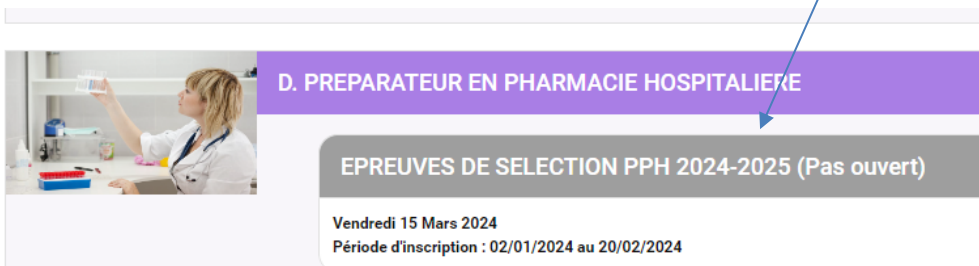 D. PREPARATEUR EN PHARMACIE HOSPITALIERE
EPREUVES DE SELECTION PPH 2024-2025 (Pas ouvert)
Vendredi 15 Mars 2024
Période d'inscription : 02/01/2024 au 20/02/2024